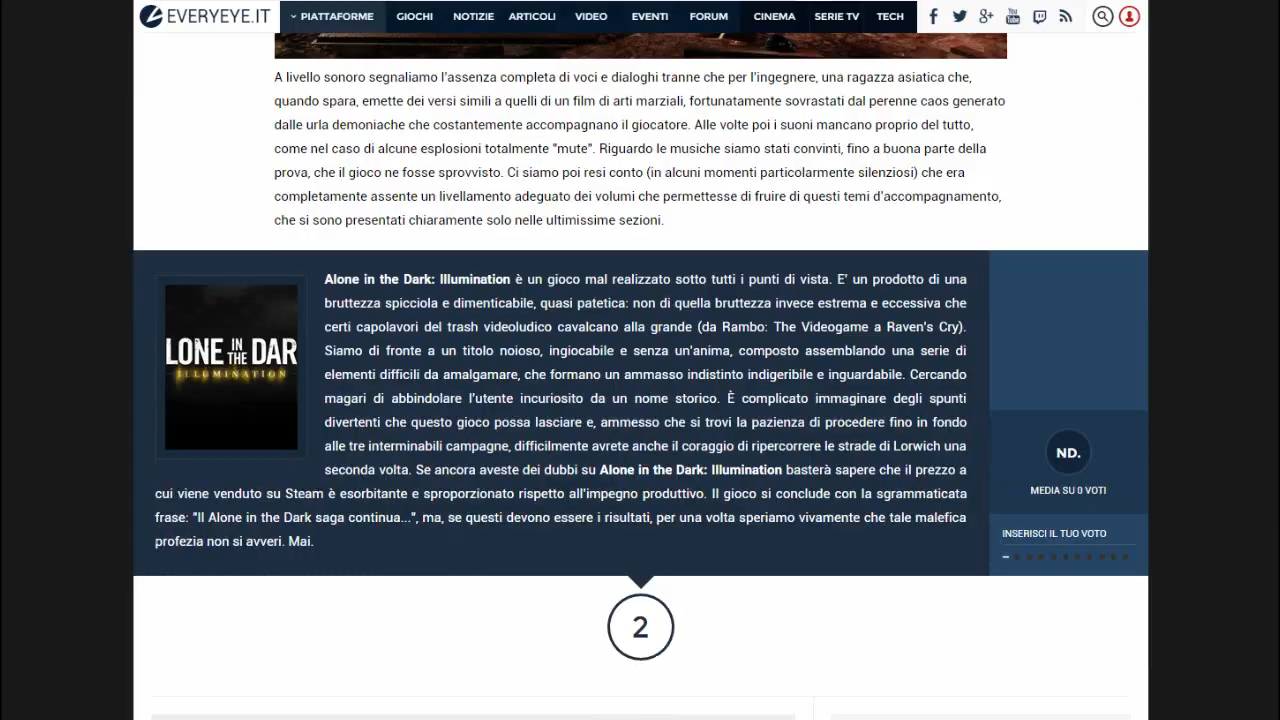 EVERYEYE.IT PIATTAFORME GIOCHI NOTIZIE ARTICOLI VIDEO EVENTI FORUM CINEMA SERIE TV TECH
A livello sonoro segnaliamo l'assenza completa di voci e dialoghi tranne che per l'ingegnere, una ragazza asiatica che,
quando spara, emette dei versi simili a quelli di un film di arti marziali, fortunatamente sovrastati dal perenne caos generato
dalle urla demoniache che costantemente accompagnano il giocatore. Alle volte poi i suoni mancano proprio del tutto,
come nel caso di alcune esplosioni totalmente "mute". Riguardo le musiche siamo stati convinti, fino a buona parte della
prova, che il gioco ne fosse sprovvisto. Ci siamo poi resi conto (in alcuni momenti particolarmente silenziosi) che era
completamente assente un livellamento adeguato dei volumi che permettesse di fruire di questi temi d'accompagnamento,
che si sono presentati chiaramente solo nelle ultimissime sezioni.
LONE IN THE DAR
ILLUMINATION
Alone in the Dark: Illumination è un gioco mal realizzato sotto tutti i punti di vista. E' un prodotto di una
bruttezza spicciola e dimenticabile, quasi patetica: non di quella bruttezza invece estrema e eccessiva che
certi capolavori del trash videoludico cavalcano alla grande (da Rambo: The Videogame a Raven's Cry).
Siamo di fronte a un titolo noioso, ingiocabile e senza un'anima, composto assemblando una serie di
elementi difficili da amalgamare, che formano un ammasso indistinto indigeribile e inguardabile. Cercando
magari di abbindolare l'utente incuriosito da un nome storico. È complicato immaginare degli spunti
divertenti che questo gioco possa lasciare e, ammesso che si trovi la pazienza di procedere fino in fondo
alle tre interminabili campagne, difficilmente avrete anche il coraggio di ripercorrere le strade di Lorwich una
seconda volta. Se ancora aveste dei dubbi su Alone in the Dark: Illumination basterà sapere che il prezzo a
cui viene venduto su Steam è esorbitante e sproporzionato rispetto all'impegno produttivo. Il gioco si conclude con la sgrammaticata
frase: "Il Alone in the Dark saga continua...", ma, se questi devono essere i risultati, per una volta speriamo vivamente che tale malefica
profezia non si avveri. Mai.
ND.
MEDIA SU 0 VOTI
INSERISCI IL TUO VOTO
2